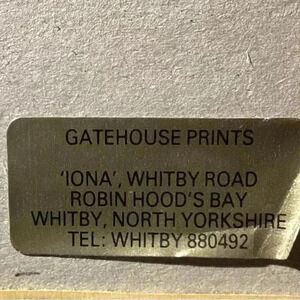 GATEHOUSE PRINTS
'IONA', WHITBY ROAD
ROBIN HOOD'S BAY
WHITBY, NORTH YORKSHIRE
TEL: WHITBY 880492